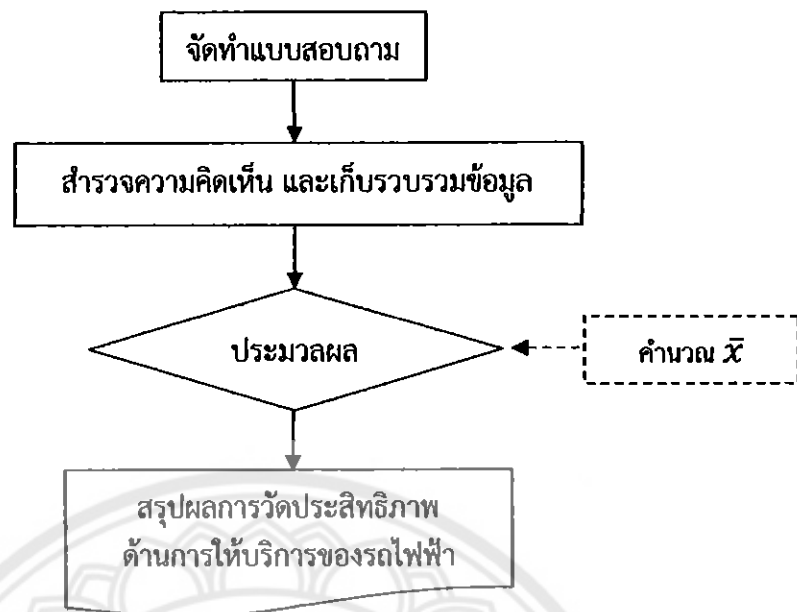 จัดทำแบบสอบถาม
สำรวจความคิดเห็น และเก็บรวบรวมข้อมูล
ประมวลผล
คำนวณ x̄
สรุปผลการวัดประสิทธิภาพ
ด้านการให้บริการของรถไฟฟ้า